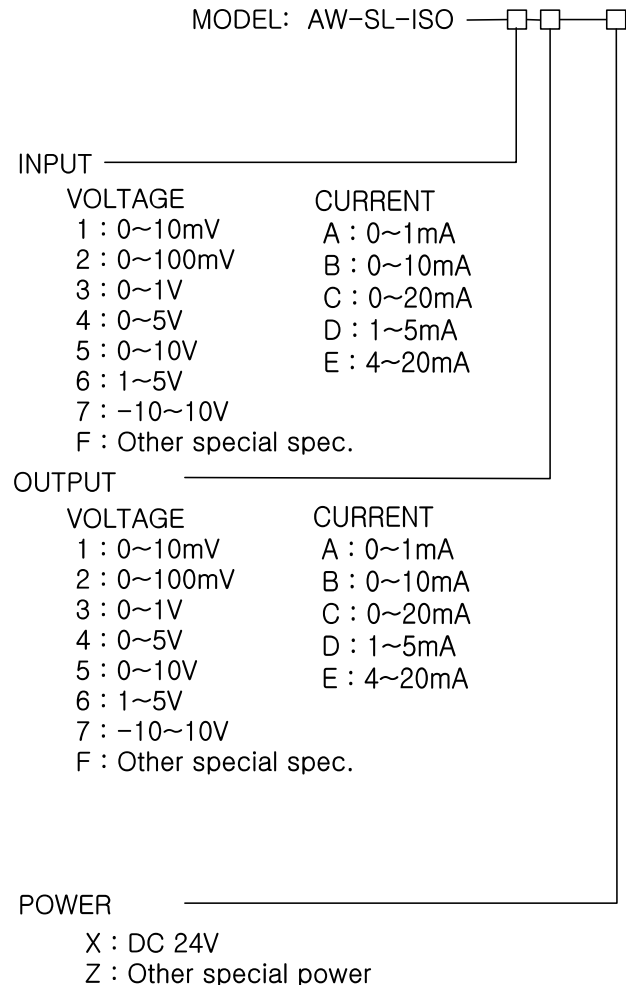 MODEL: AW-SL-ISO
INPUT
VOLTAGE
1 : 0~10mV
2 : 0~100mV
3 : 0~1V
4 : 0~5V
5 : 0~10V
6 : 1~5V
7 : -10~10V
F : Other special spec.
CURRENT
A : 0~1mA
B : 0~10mA
C : 0~20mA
D : 1~5mA
E : 4~20mA
OUTPUT
VOLTAGE
1 : 0~10mV
2 : 0~100mV
3 : 0~1V
4 : 0~5V
5 : 0~10V
6 : 1~5V
7 : -10~10V
F : Other special spec.
CURRENT
A : 0~1mA
B : 0~10mA
C : 0~20mA
D : 1~5mA
E : 4~20mA
POWER
X : DC 24V
Z : Other special power